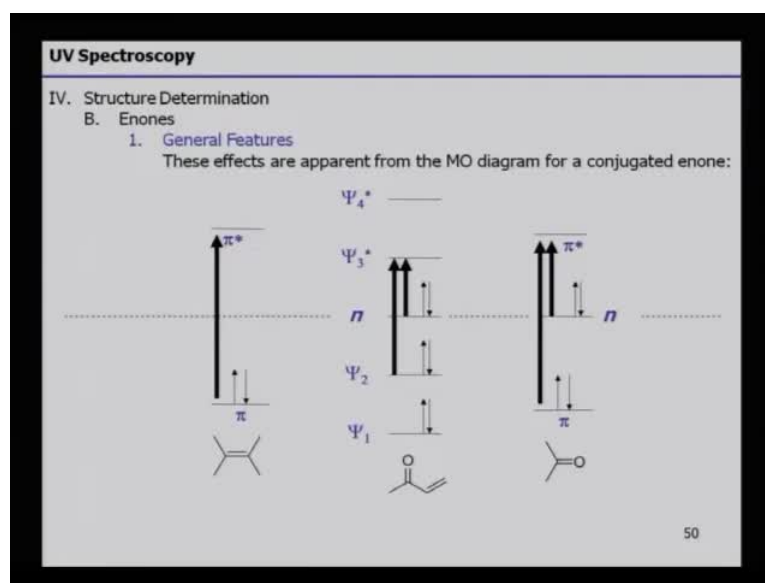 UV Spectroscopy
IV. Structure Determination
B. Enones
1. General Features
These effects are apparent from the MO diagram for a conjugated enone:
Ψ4*
π*
Ψ3*
π*
n
n
Ψ2
π
Ψ1
π
O
O
50